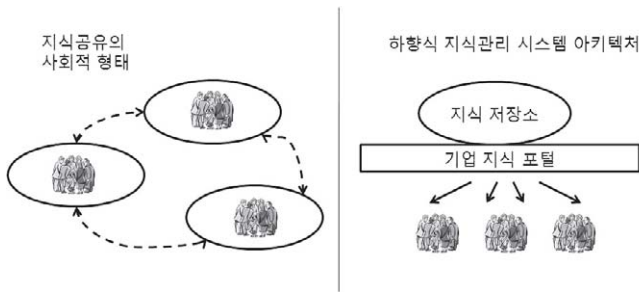 지식공유의
사회적 형태
하향식 지식관리 시스템 아키텍처
지식 저장소
기업 지식 포털